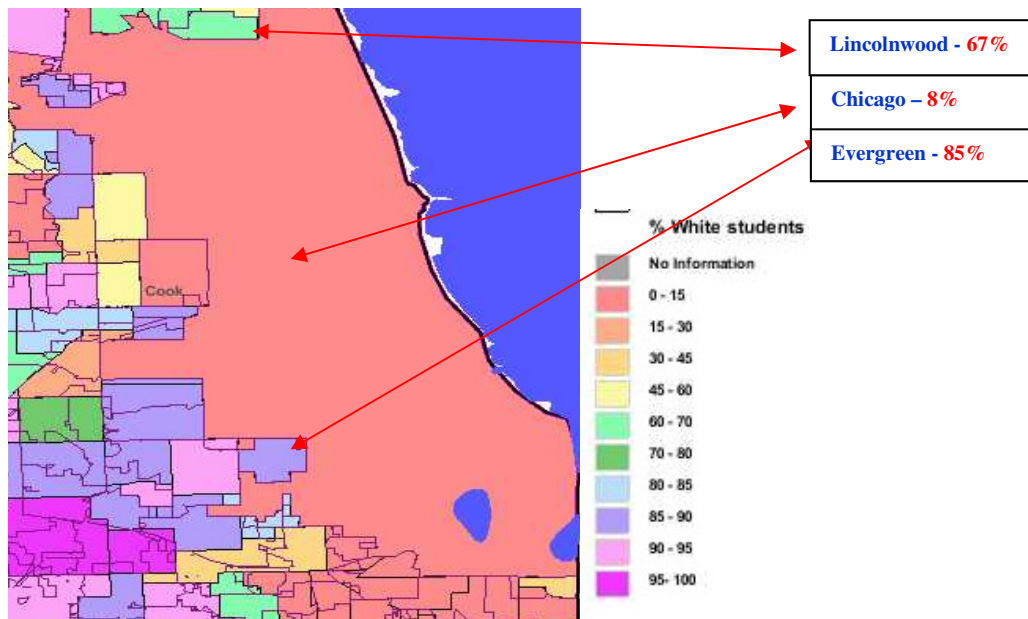 Lincolnwood - 67%
Chicago – 8%
Evergreen - 85%
Cook
% White students
No Information
0 - 15
15 - 30
30 - 45
45 - 60
60 - 70
70 - 80
80 - 85
85 - 90
90 - 95
95- 100